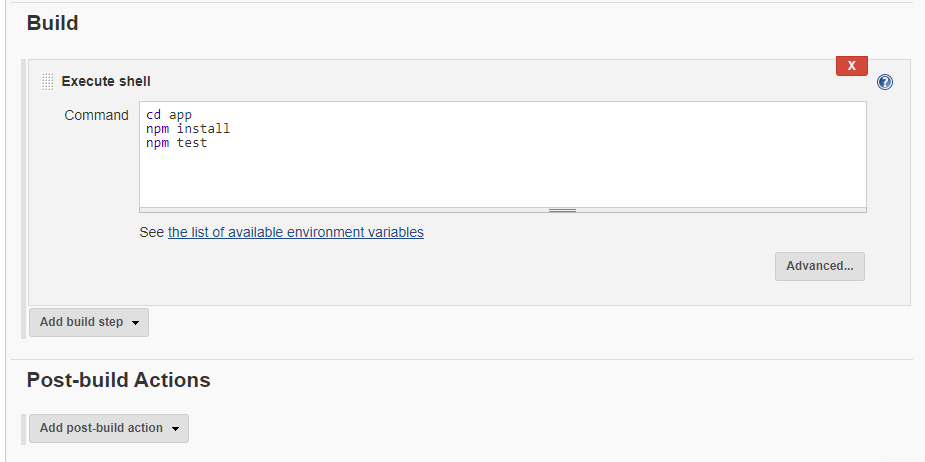 Build
X
Execute shell
?
Command
cd app
npm install
npm test
See the list of available environment variables
Advanced...
Add build step
Post-build Actions
Add post-build action